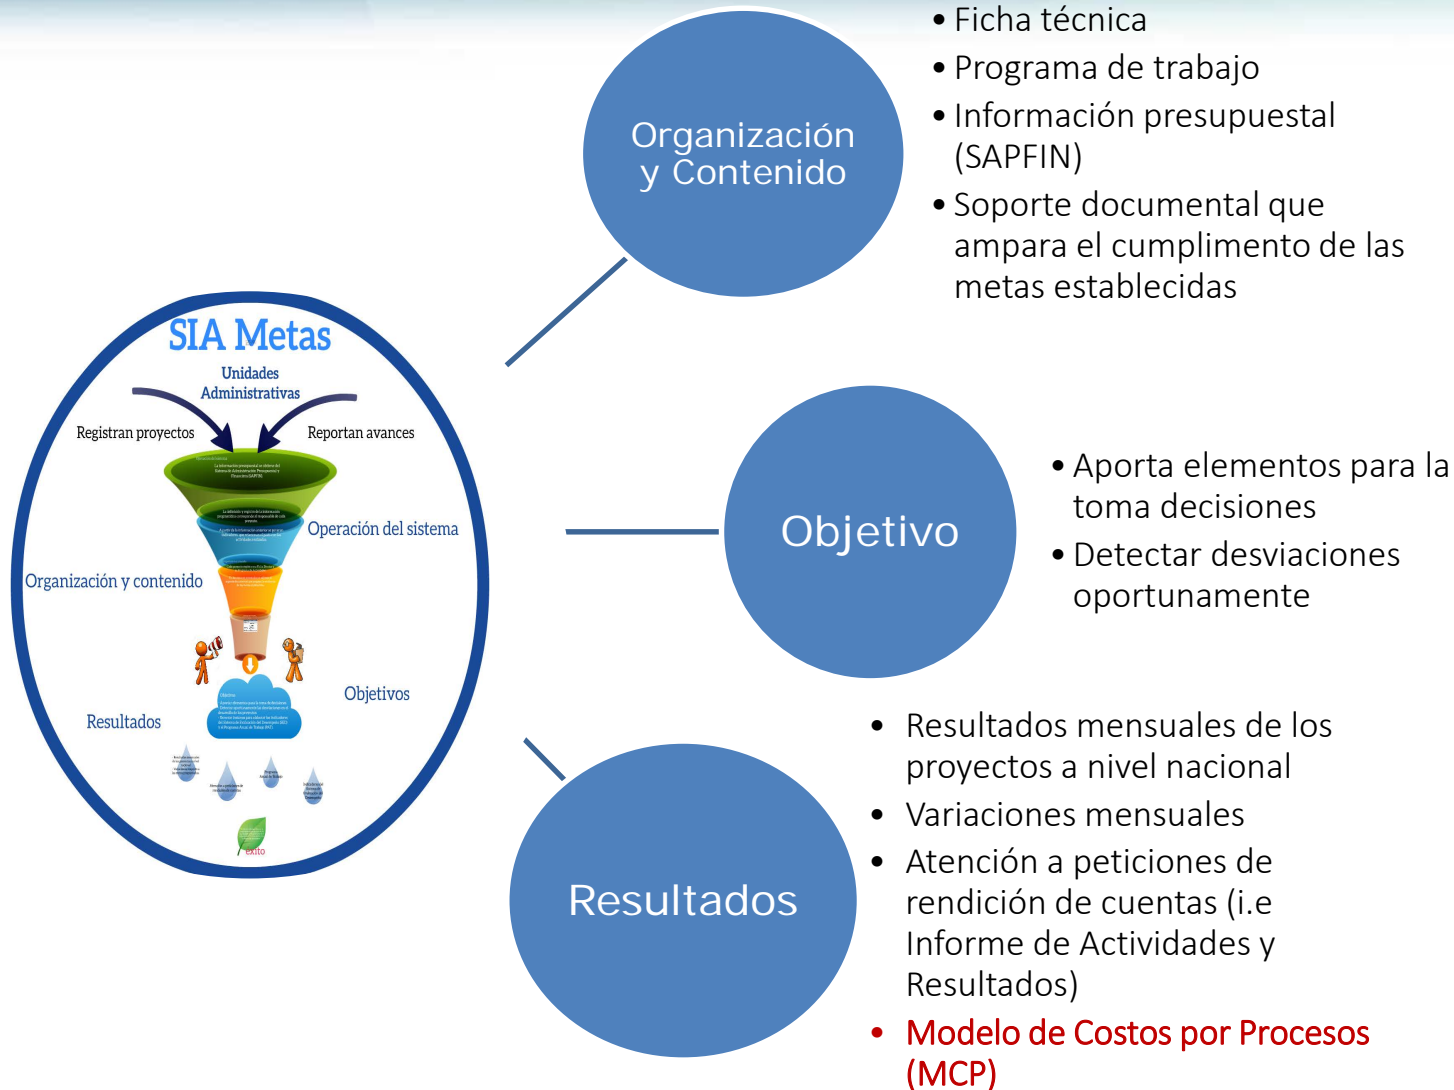 Organización
y Contenido
• Ficha técnica
• Programa de trabajo
• Información presupuestal
(SAPFIN)
• Soporte documental que
ampara el cumplimento de las
metas establecidas
SIA Metas
Unidades
Administrativas
Registran proyectos
Reportan avances
Operación del sistema
Organización y contenido
Objetivos
Resultados
éxito
Objetivo
• Aporta elementos para la
toma decisiones
• Detectar desviaciones
oportunamente
Resultados
• Resultados mensuales de los
proyectos a nivel nacional
• Variaciones mensuales
• Atención a peticiones de
rendición de cuentas (i.e
Informe de Actividades y
Resultados)
• Modelo de Costos por Procesos
(MCP)